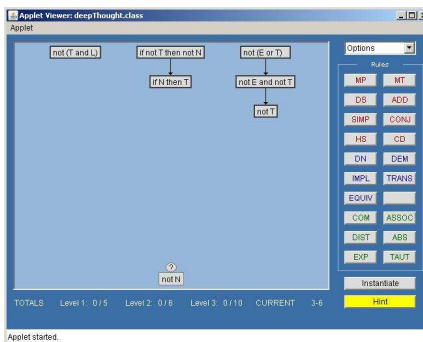 Applet Viewer: deepThought.class
Applet
not (T and L)
if not T then not N
not (E or T)
Options
Rules
if N then T
not E and not T
MP MT
DS ADD
not T
SIMP CONJ
HS CD
DN DEM
IMPL TRANS
EQUIV
COM ASSOC
DIST ABS
?
EXP TAUT
not N
Instantiate
TOTALS Level 1: 0 / 5 Level 2: 0 / 6 Level 3: 0 / 10 CURRENT 3-6
Hint
Applet started.